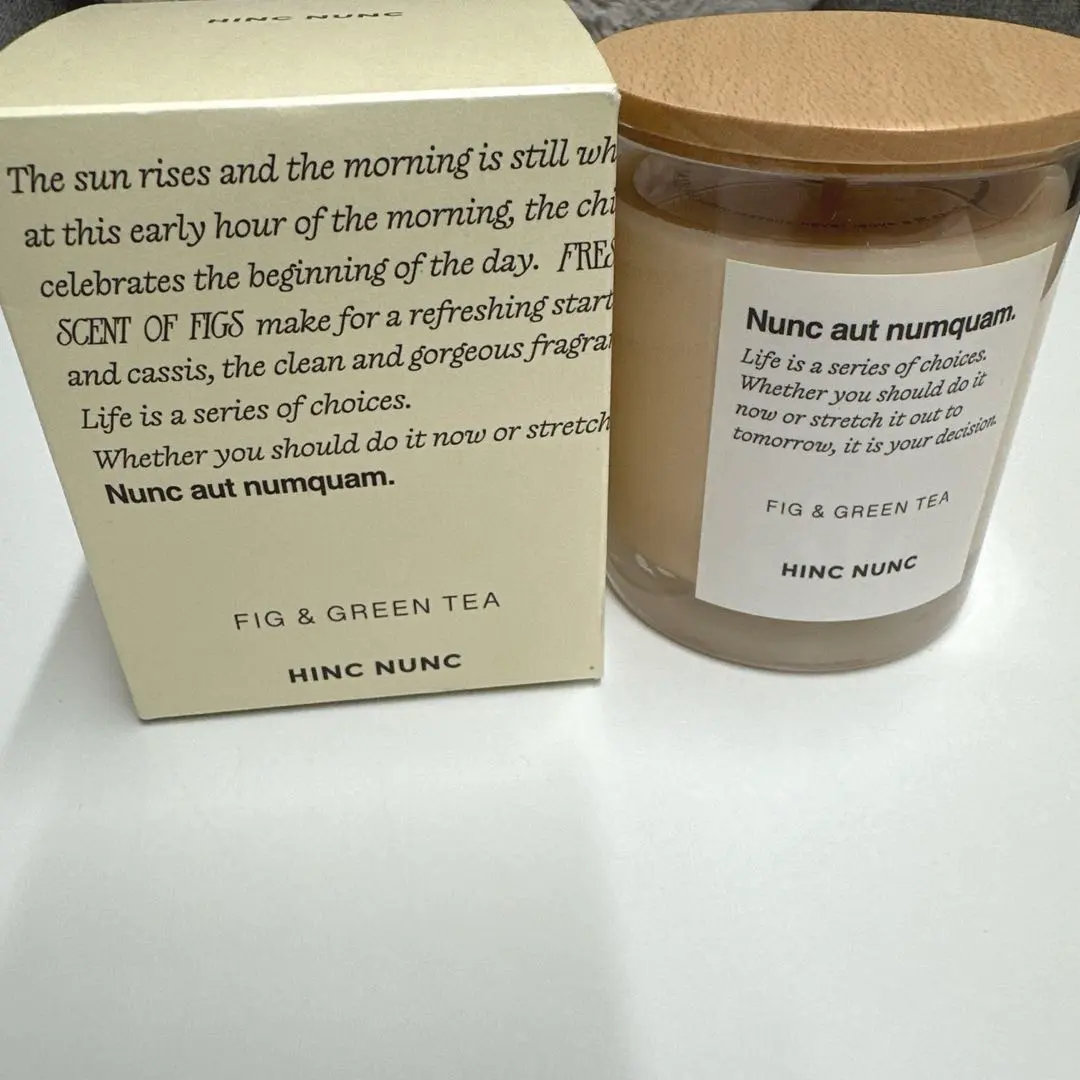 HINC NUNC
The sun rises and the morning is still
at this early hour of the morning, the
celebrates the beginning of the day.
SCENT OF FIGS make for a refreshing start
and cassis, the clean and gorgeous
Life is a series of choices.
Whether you should do it now or stretch
Nunc aut numquam.
FIG & GREEN TEA
HINC NUNC
Nunc aut numquam.
Life is a series of choices.
Whether you should do it
now or stretch it out to
tomorrow, it is your decision.
FIG & GREEN TEA
HINC NUNC